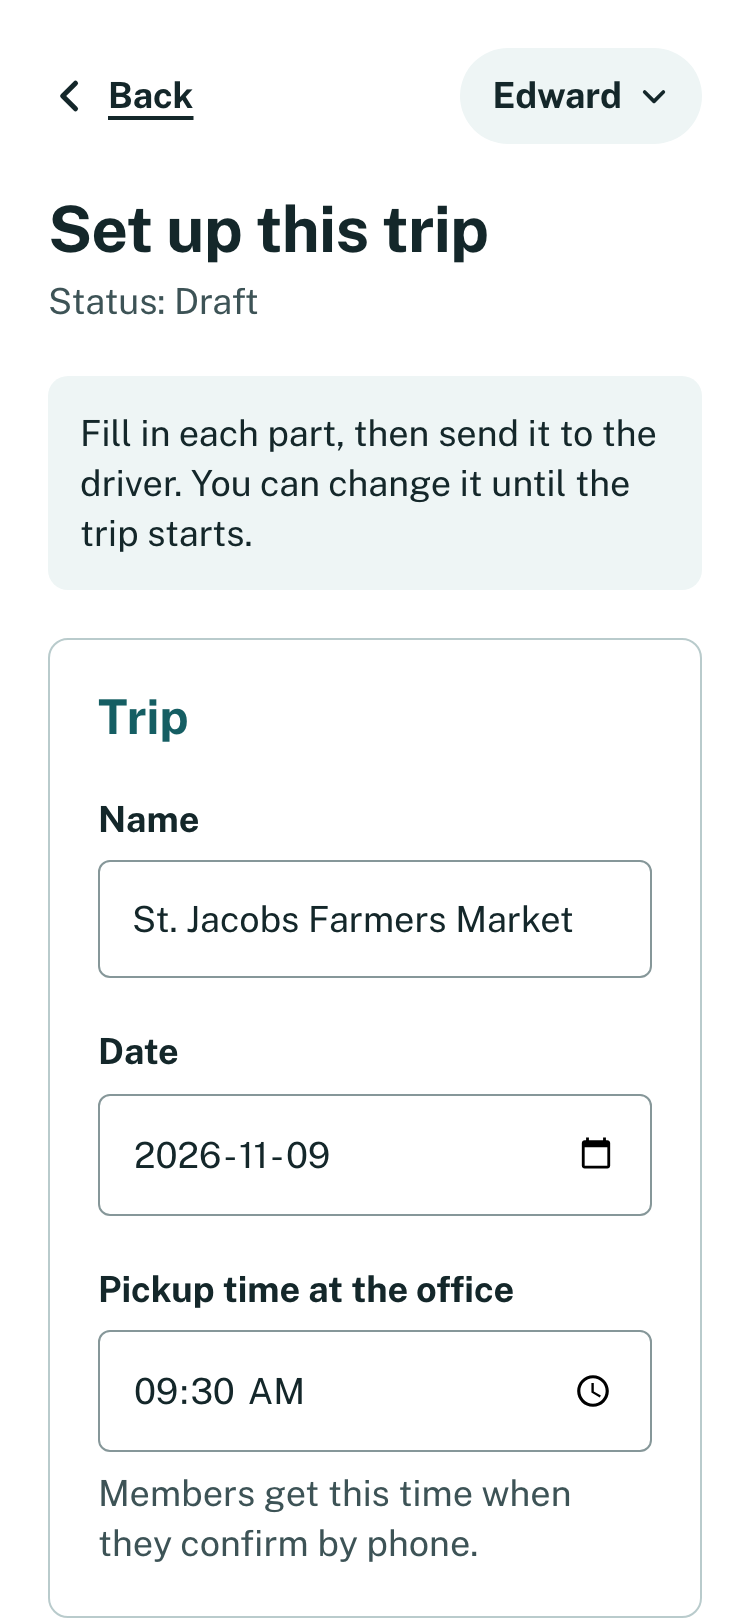 Back
Edward
Set up this trip
Status: Draft
Fill in each part, then send it to the
driver. You can change it until the
trip starts.
Trip
Name
St. Jacobs Farmers Market
Date
2026-11-09
Pickup time at the office
09:30 AM
Members get this time when
they confirm by phone.